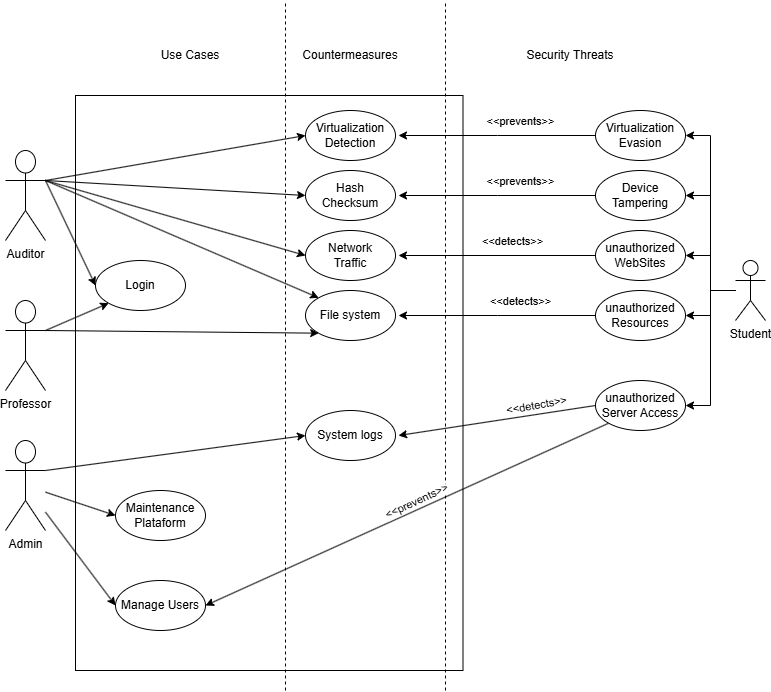 Use Cases
Countermeasures
Security Threats
Virtualization
Detection
<<prevents>>
Virtualization
Evasion
Hash
Checksum
<<prevents>>
Device
Tampering
Auditor
Network
Traffic
<<detects>>
unauthorized
WebSites
Login
File system
<<detects>>
unauthorized
Resources
Student
Professor
<<detects>>
unauthorized
Server Access
System logs
Admin
Maintenance
Plataform
<<prevents>>
Manage Users